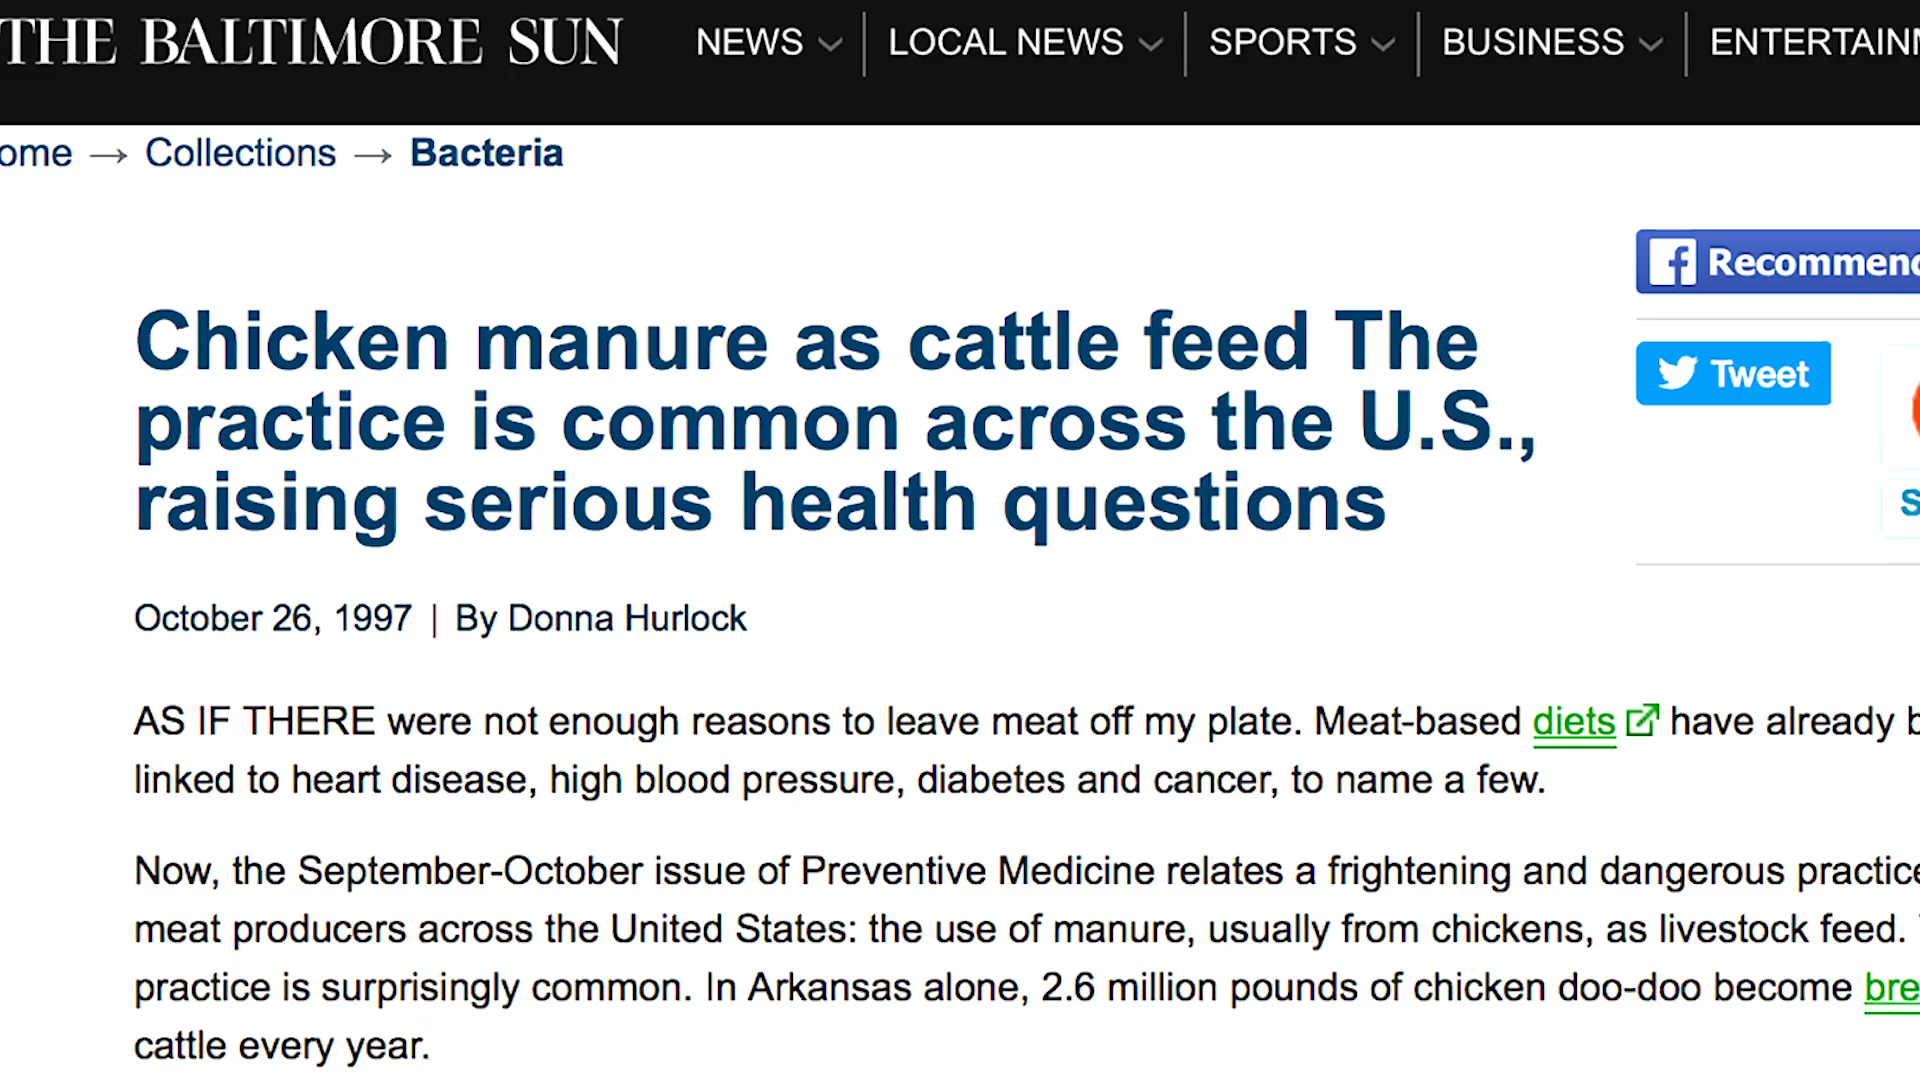 THE BALTIMORE SUN NEWS LOCAL NEWS SPORTS BUSINESS
Collections → Bacteria
Recommend
Tweet
Chicken manure as cattle feed The
practice is common across the U.S.,
raising serious health questions
October 26, 1997 | By Donna Hurlock
AS IF THERE were not enough reasons to leave meat off my plate. Meat-based diets have already
linked to heart disease, high blood pressure, diabetes and cancer, to name a few.
Now, the September-October issue of Preventive Medicine relates a frightening and dangerous practice
meat producers across the United States: the use of manure, usually from chickens, as livestock feed.
practice is surprisingly common. In Arkansas alone, 2.6 million pounds of chicken doo-doo become
cattle every year.